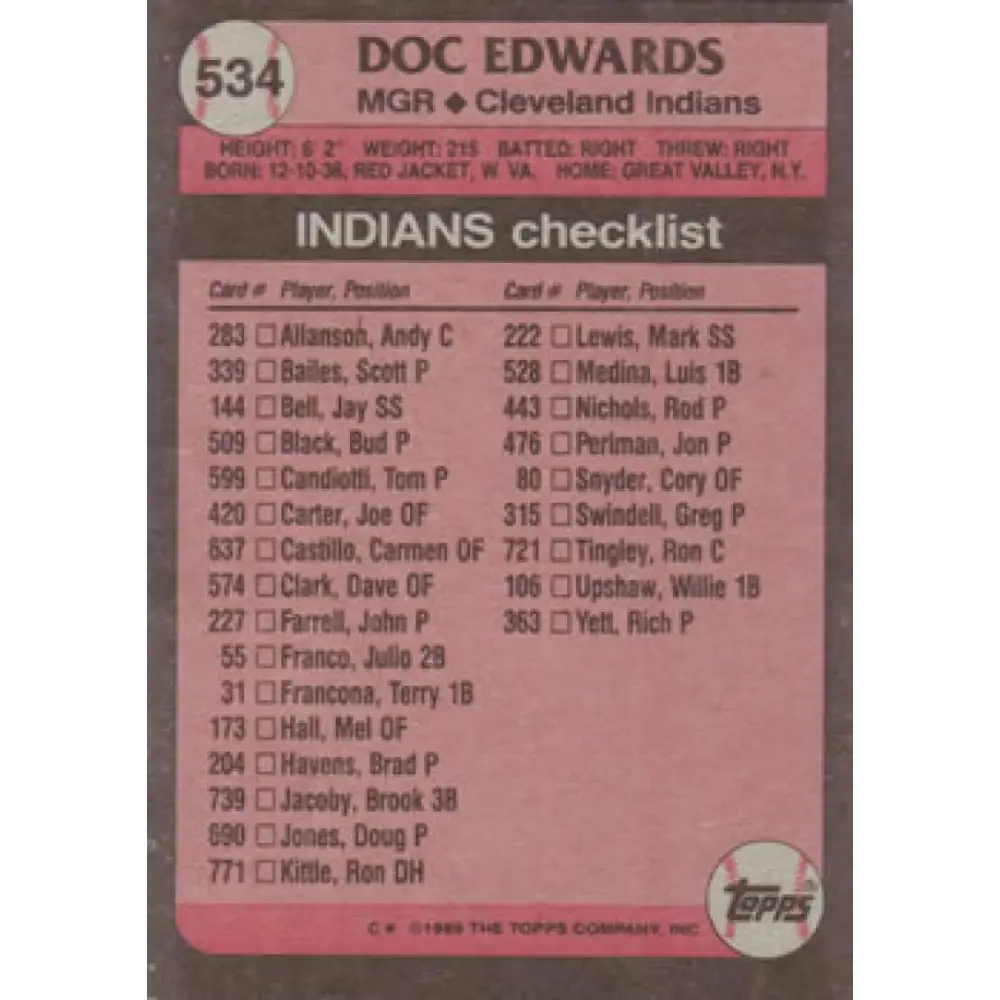 534
DOC EDWARDS
MGR ◆ Cleveland Indians
HEIGHT: 6' 2" WEIGHT: 215 BATTED: RIGHT THREW: RIGHT
BORN: 12-10-36, RED JACKET, W. VA. HOME: GREAT VALLEY, N.Y.
INDIANS checklist
Card # Player, Position
283 □ Allanson, Andy C
339 □ Bailes, Scott P
144 □ Bell, Jay SS
509 □ Black, Bud P
599 □ Candiotti, Tom P
420 □ Carter, Joe OF
637 □ Castillo, Carmen OF
574 □ Clark, Dave OF
227 □ Farrell, John P
55 □ Franco, Julio 2B
31 □ Francona, Terry 1B
173 □ Hall, Mel OF
204 □ Havens, Brad P
739 □ Jacoby, Brook 3B
690 □ Jones, Doug P
771 □ Kittle, Ron DH
Card # Player, Position
222 □ Lewis, Mark SS
528 □ Medina, Luis 1B
443 □ Nichols, Rod P
476 □ Perlman, Jon P
80 □ Snyder, Cory OF
315 □ Swindell, Greg P
721 □ Tingley, Ron C
106 □ Upshaw, Willie 1B
363 □ Yett, Rich P
C* ©1989 THE TOPPS COMPANY, INC.
topps®